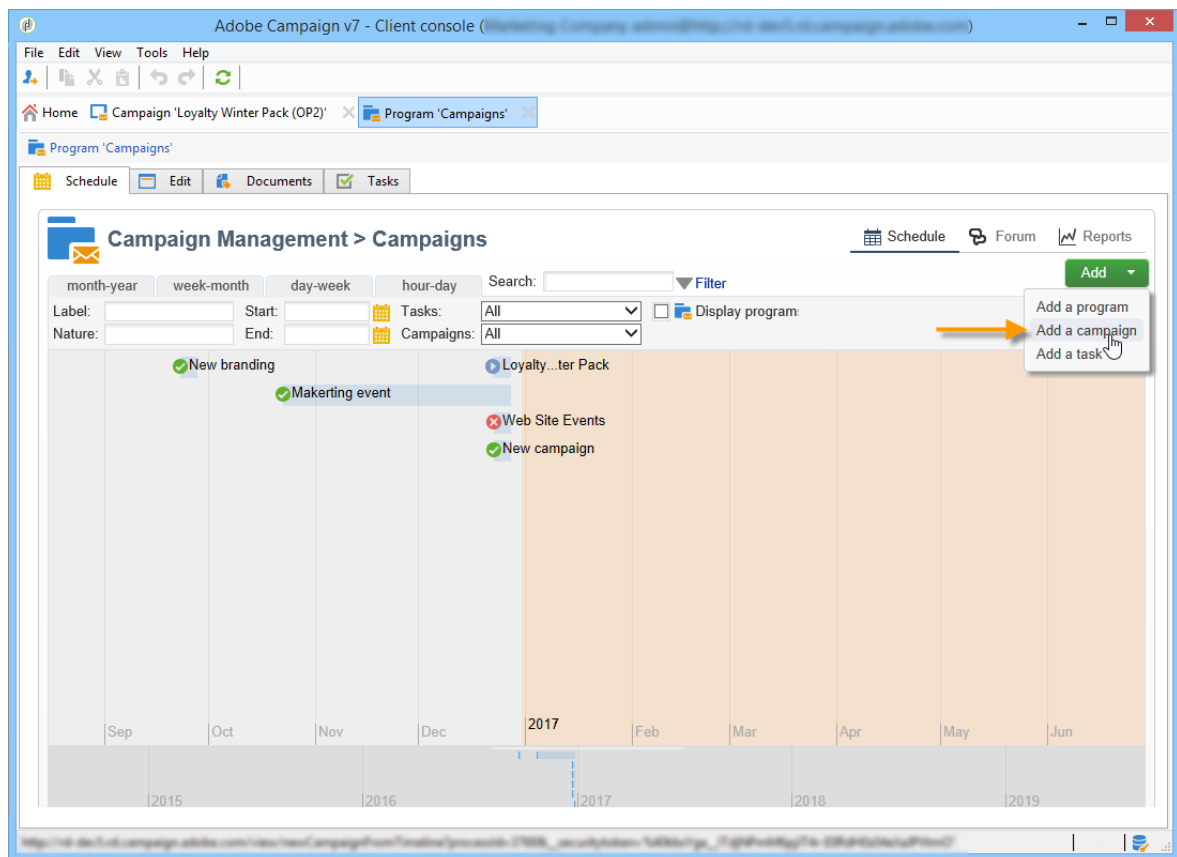 Adobe Campaign v7 - Client console (                )
File Edit View Tools Help
Home Campaign 'Loyalty Winter Pack (OP2)' Program 'Campaigns'
Program 'Campaigns'
Schedule Edit Documents Tasks
Campaign Management > Campaigns Schedule Forum Reports
month-year week-month day-week hour-day Search: Filter Add
Label: Start: Tasks: All Display program Add a program
Nature: End: Campaigns: All Add a campaign
Add a task
New branding Loyalty...ter Pack
Makerting event
Web Site Events
New campaign
Sep Oct Nov Dec 2017 Feb Mar Apr May Jun
2015 2016 2017 2018 2019